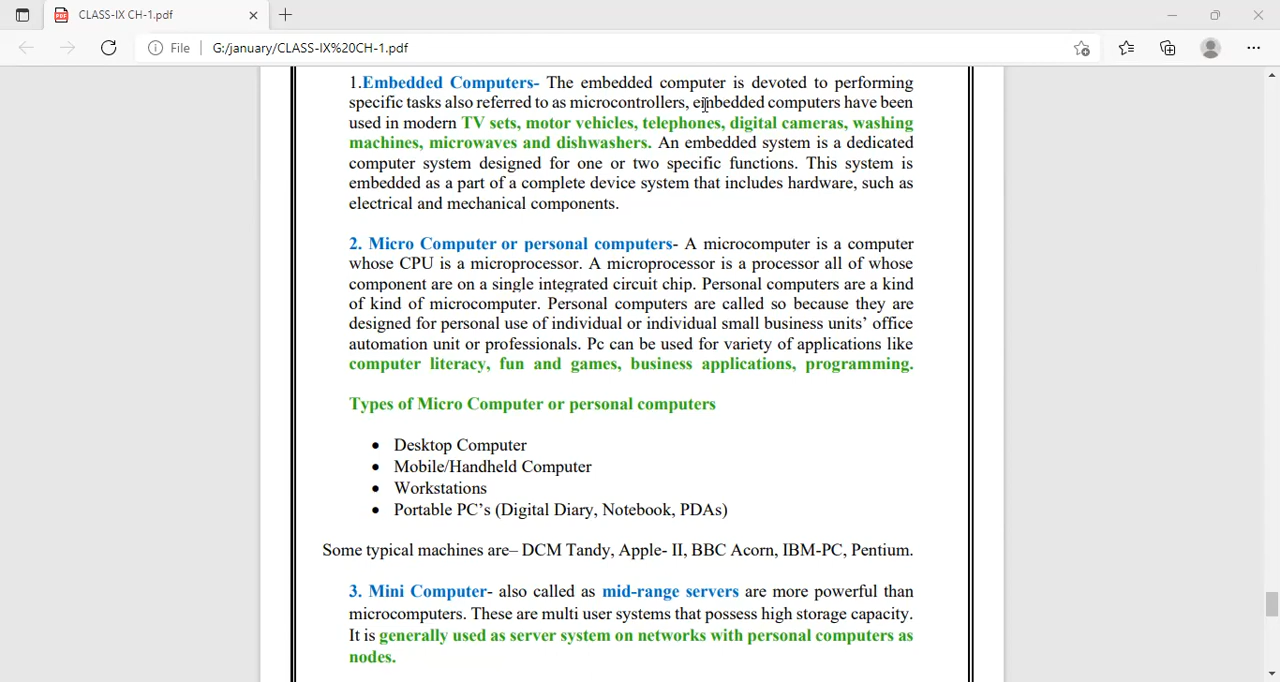 CLASS-IX CH-1.pdf
File
G:/january/CLASS-IX%20CH-1.pdf
1.Embedded Computers- The embedded computer is devoted to performing
specific tasks also referred to as microcontrollers, embedded computers have been
used in modern TV sets, motor vehicles, telephones, digital cameras, washing
machines, microwaves and dishwashers. An embedded system is a dedicated
computer system designed for one or two specific functions. This system is
embedded as a part of a complete device system that includes hardware, such as
electrical and mechanical components.
2. Micro Computer or personal computers- A microcomputer is a computer
whose CPU is a microprocessor. A microprocessor is a processor all of whose
component are on a single integrated circuit chip. Personal computers are a kind
of kind of microcomputer. Personal computers are called so because they are
designed for personal use of individual or individual small business units’ office
automation unit or professionals. Pc can be used for variety of applications like
computer literacy, fun and games, business applications, programming.
Types of Micro Computer or personal computers
• Desktop Computer
• Mobile/Handheld Computer
• Workstations
• Portable PC’s (Digital Diary, Notebook, PDAs)
Some typical machines are– DCM Tandy, Apple- II, BBC Acorn, IBM-PC, Pentium.
3. Mini Computer- also called as mid-range servers are more powerful than
microcomputers. These are multi user systems that possess high storage capacity.
It is generally used as server system on networks with personal computers as
nodes.